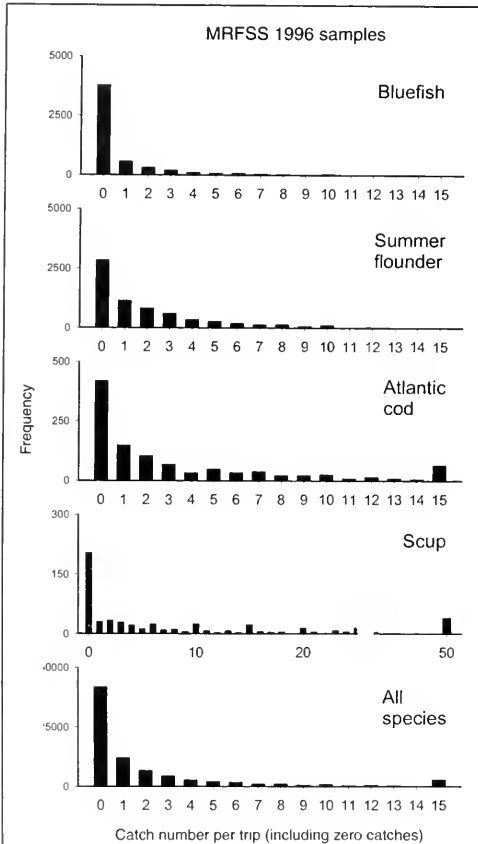 MRFSS 1996 samples
5000
2500
0
Bluefish
0 1 2 3 4 5 6 7 8 9 10 11 12 13 14 15
5000
2500
0
Summer
flounder
0 1 2 3 4 5 6 7 8 9 10 11 12 13 14 15
Frequency
500
250
0
Atlantic
cod
0 1 2 3 4 5 6 7 8 9 10 11 12 13 14 15
300
150
0
Scup
0 10 20 50
0000
5000
0
All
species
0 1 2 3 4 5 6 7 8 9 10 11 12 13 14 15
Catch number per trip (including zero catches)